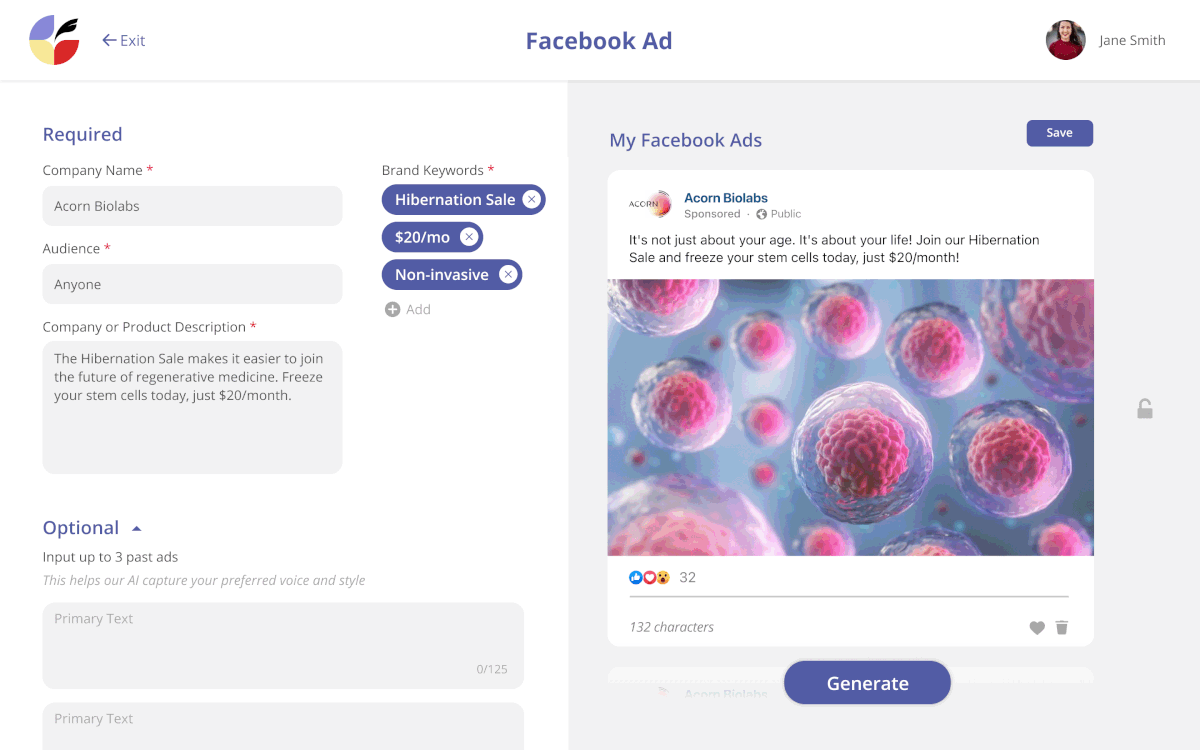 Exit
Facebook Ad
Jane Smith
Required
Company Name *
Acorn Biolabs
Audience *
Anyone
Company or Product Description *
The Hibernation Sale makes it easier to join
the future of regenerative medicine. Freeze
your stem cells today, just $20/month.
Brand Keywords *
Hibernation Sale
$20/mo
Non-invasive
Add
Optional
Input up to 3 past ads
This helps our AI capture your preferred voice and style
Primary Text
0/125
Primary Text
My Facebook Ads
Save
ACORN
Acorn Biolabs
Sponsored · Public
It's not just about your age. It's about your life! Join our Hibernation
Sale and freeze your stem cells today, just $20/month!
32
132 characters
Acorn Biolabs
Generate